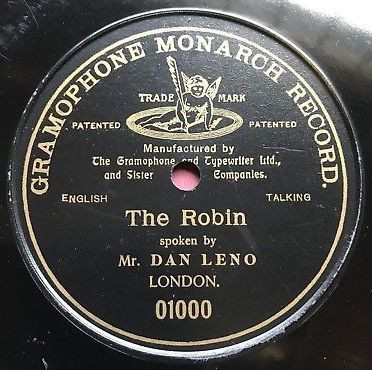 GRAMOPHONE MONARCH RECORD.
TRADE MARK
PATENTED PATENTED
Manufactured by
The Gramophone and Typewriter Ltd.,
and Sister Companies.
ENGLISH TALKING
The Robin
spoken by
Mr. DAN LENO
LONDON.
01000